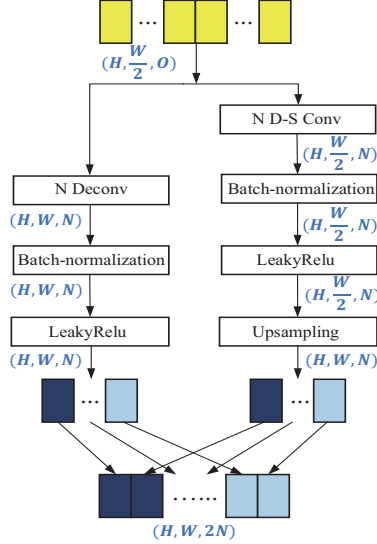 ...
...
(H, W/2, O)
N D-S Conv
(H, W/2, N)
N Deconv
Batch-normalization
(H, W, N)
(H, W/2, N)
Batch-normalization
LeakyRelu
(H, W, N)
(H, W/2, N)
LeakyRelu
Upsampling
(H, W, N)
(H, W, N)
...
...
......
(H, W, 2N)